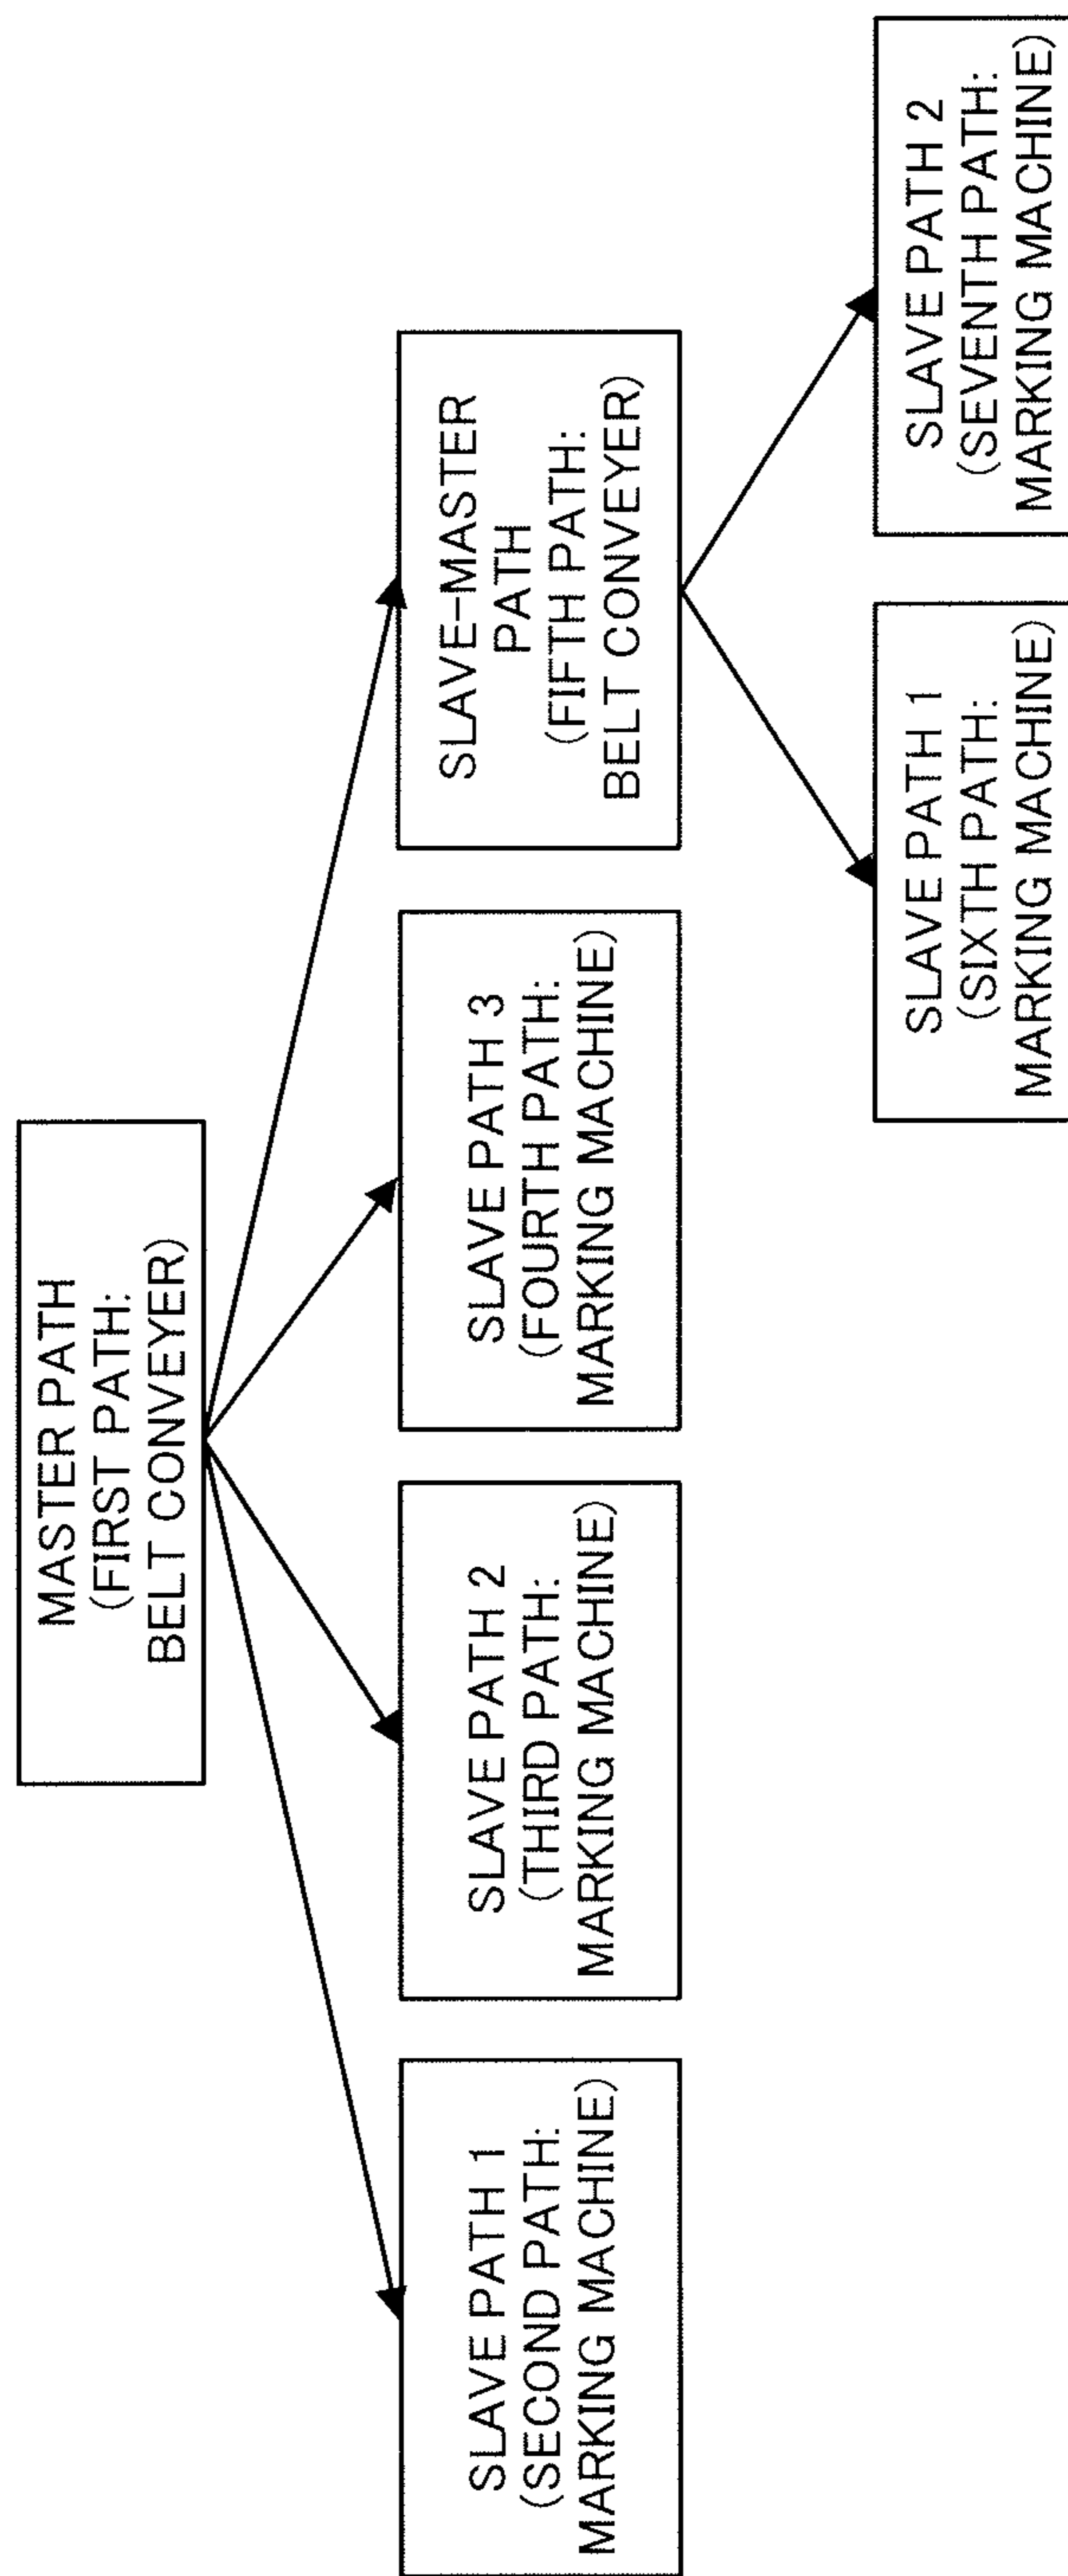 MASTER PATH
(FIRST PATH:
BELT CONVEYER)
SLAVE PATH 1
(SECOND PATH:
MARKING MACHINE)
SLAVE PATH 2
(THIRD PATH:
MARKING MACHINE)
SLAVE PATH 3
(FOURTH PATH:
MARKING MACHINE)
SLAVE-MASTER
PATH
(FIFTH PATH:
BELT CONVEYER)
SLAVE PATH 1
(SIXTH PATH:
MARKING MACHINE)
SLAVE PATH 2
(SEVENTH PATH:
MARKING MACHINE)